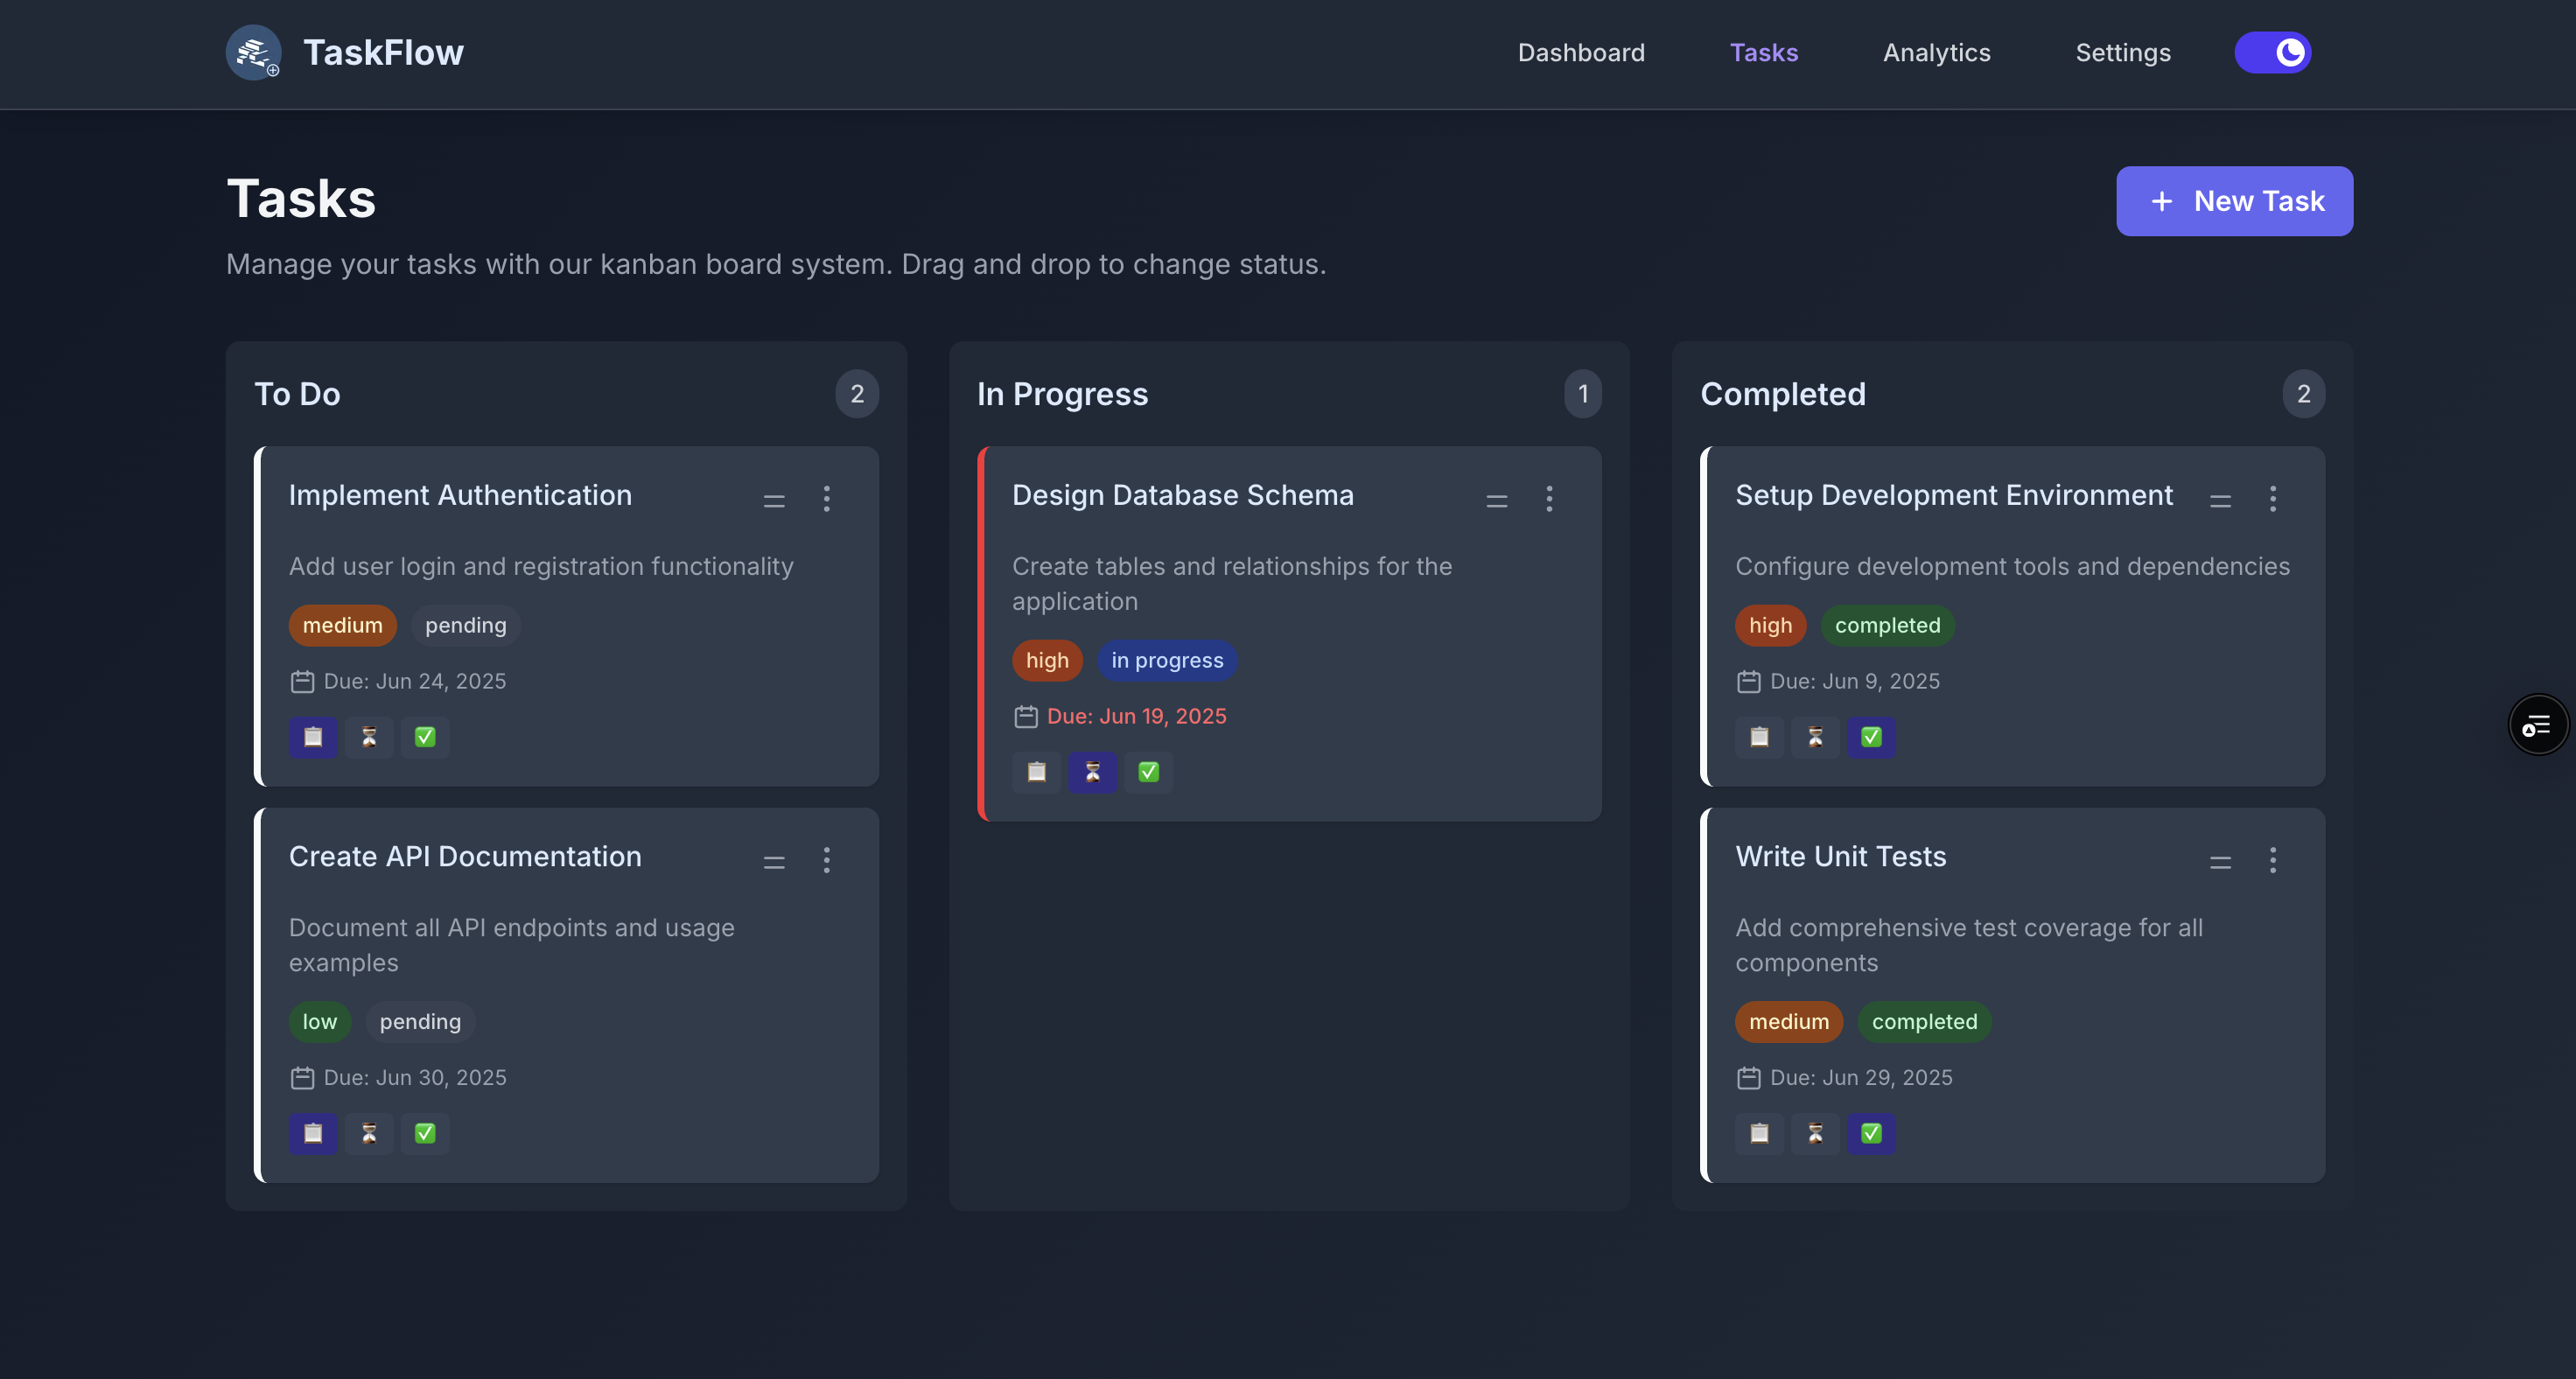 TaskFlow
Dashboard
Tasks
Analytics
Settings
Tasks
+ New Task
Manage your tasks with our kanban board system. Drag and drop to change status.
To Do
2
Implement Authentication
Add user login and registration functionality
medium
pending
Due: Jun 24, 2025
Create API Documentation
Document all API endpoints and usage
examples
low
pending
Due: Jun 30, 2025
In Progress
1
Design Database Schema
Create tables and relationships for the
application
high
in progress
Due: Jun 19, 2025
Completed
2
Setup Development Environment
Configure development tools and dependencies
high
completed
Due: Jun 9, 2025
Write Unit Tests
Add comprehensive test coverage for all
components
medium
completed
Due: Jun 29, 2025